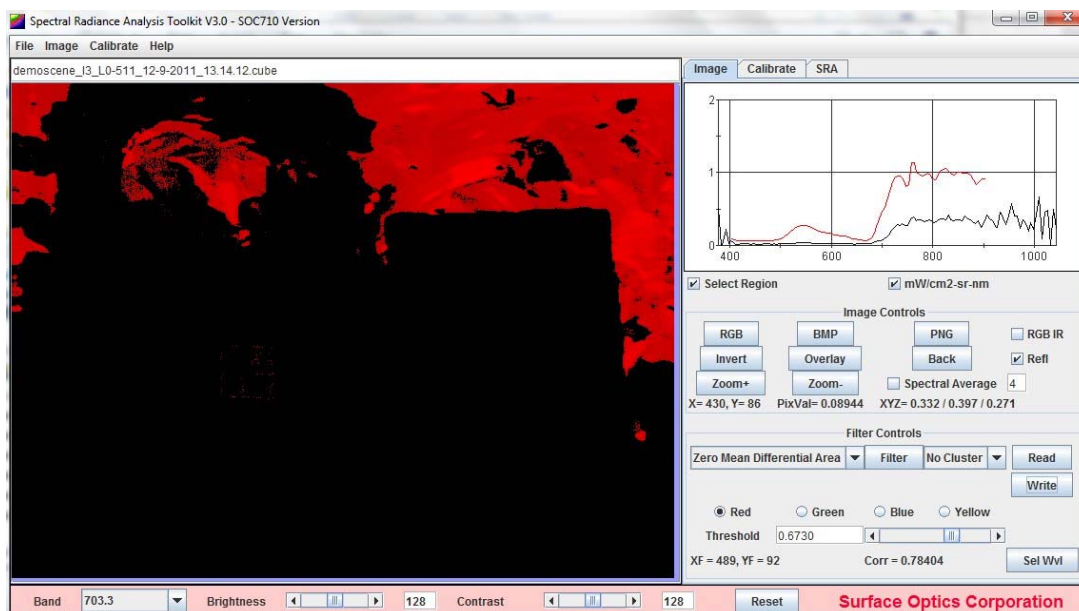 Spectral Radiance Analysis Toolkit V3.0 - SOC710 Version
File Image Calibrate Help
demoscene_I3_L0-511_12-9-2011_13.14.12.cube
Image Calibrate SRA
2
1
0
400 600 800 1000
Select Region mW/cm2-sr-nm
Image Controls
RGB BMP PNG RGB IR
Invert Overlay Back Refl
Zoom+ Zoom- Spectral Average 4
X= 430, Y= 86 PixVal= 0.08944 XYZ= 0.332 / 0.397 / 0.271
Filter Controls
Zero Mean Differential Area Filter No Cluster Read
Write
Red Green Blue Yellow
Threshold 0.6730
XF = 489, YF = 92 Corr = 0.78404 Sel Wvl
Band 703.3 Brightness 128 Contrast 128 Reset Surface Optics Corporation